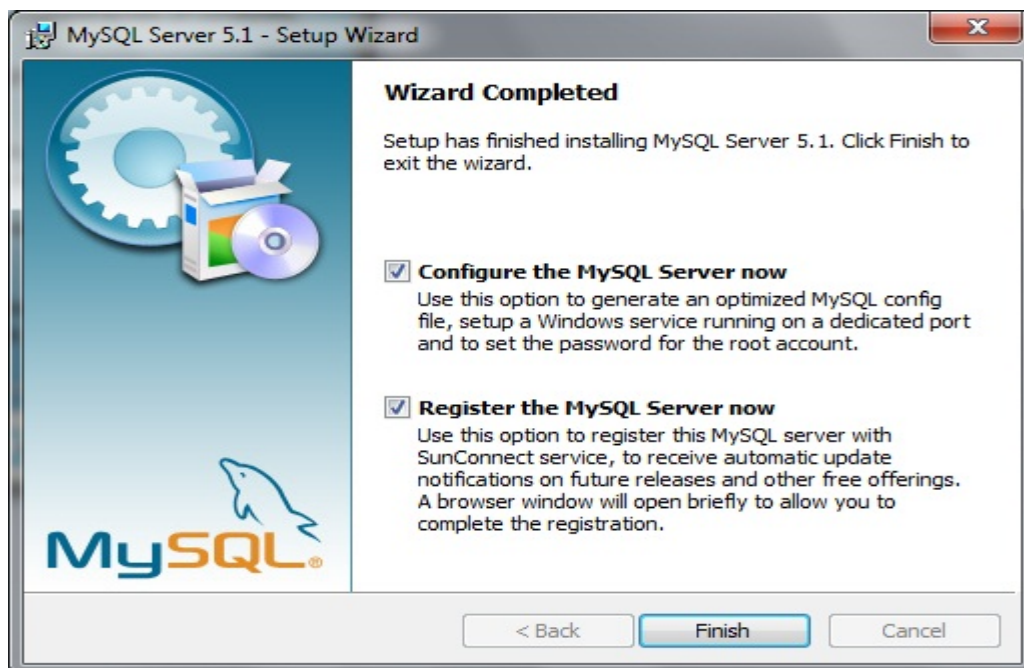 MySQL Server 5.1 - Setup Wizard
Wizard Completed
Setup has finished installing MySQL Server 5.1. Click Finish to
exit the wizard.
Configure the MySQL Server now
Use this option to generate an optimized MySQL config
file, setup a Windows service running on a dedicated port
and to set the password for the root account.
Register the MySQL Server now
Use this option to register this MySQL server with
SunConnect service, to receive automatic update
notifications on future releases and other free offerings.
A browser window will open briefly to allow you to
complete the registration.
MySQL®
< Back
Finish
Cancel